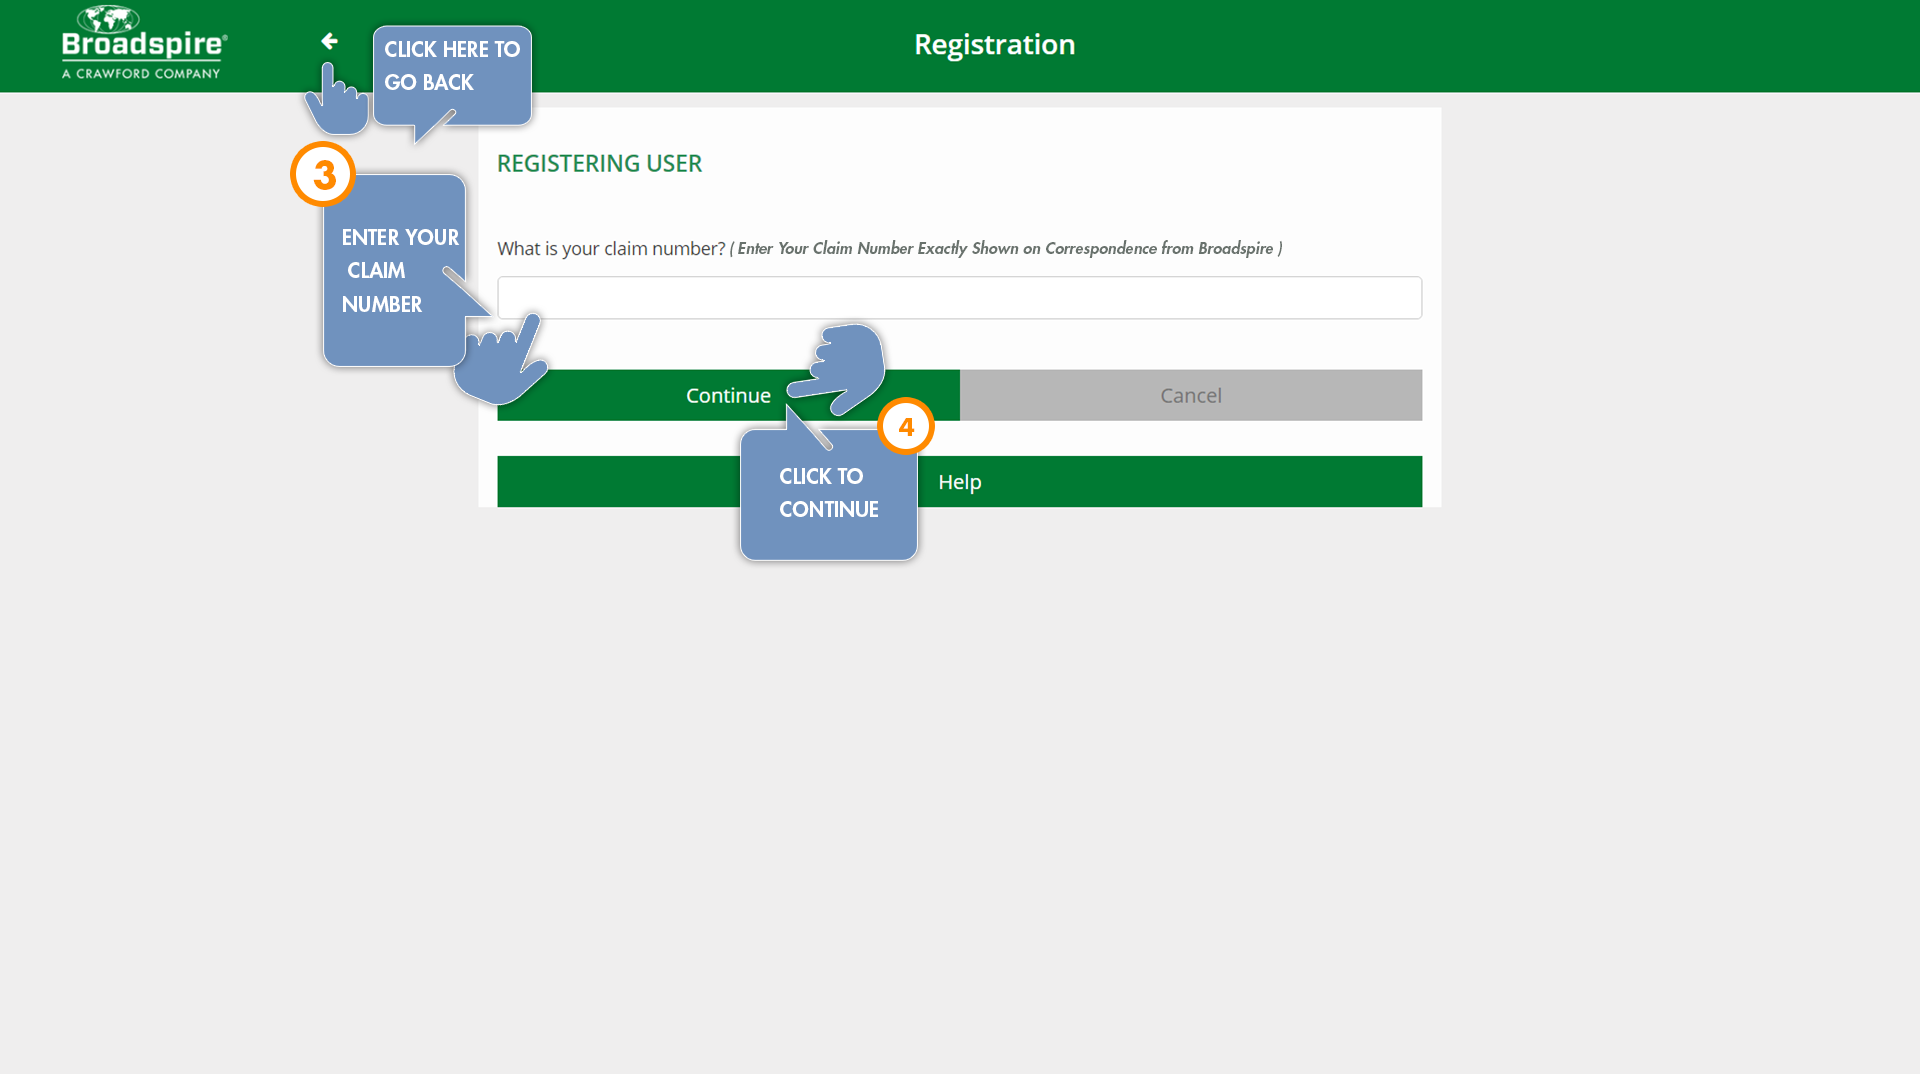 Broadspire®
A CRAWFORD COMPANY
CLICK HERE TO
GO BACK
Registration
3
REGISTERING USER
ENTER YOUR
CLAIM
NUMBER
What is your claim number? ( Enter Your Claim Number Exactly Shown on Correspondence from Broadspire )
Continue
Cancel
4
CLICK TO
CONTINUE
Help